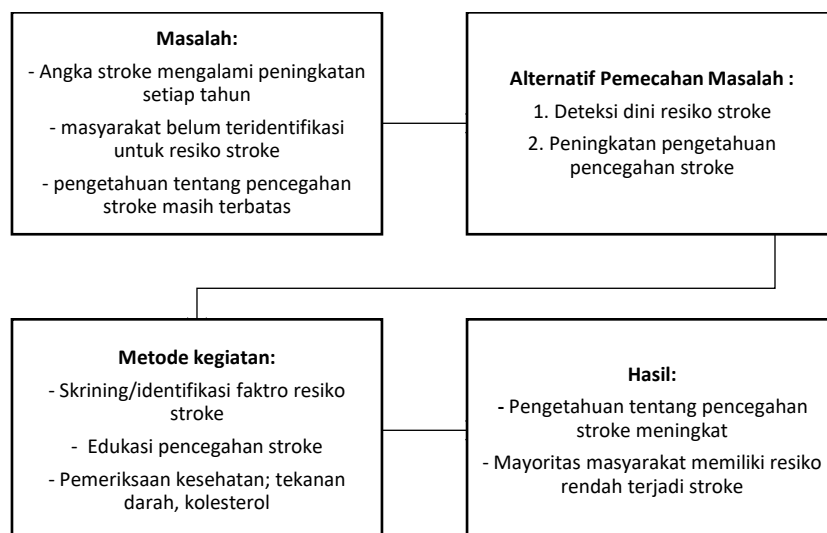 Masalah:
- Angka stroke mengalami peningkatan
setiap tahun
- masyarakat belum teridentifikasi
untuk resiko stroke
- pengetahuan tentang pencegahan
stroke masih terbatas
Alternatif Pemecahan Masalah :
1. Deteksi dini resiko stroke
2. Peningkatan pengetahuan
pencegahan stroke
Metode kegiatan:
- Skrining/identifikasi faktro resiko
stroke
- Edukasi pencegahan stroke
- Pemeriksaan kesehatan; tekanan
darah, kolesterol
Hasil:
- Pengetahuan tentang pencegahan
stroke meningkat
- Mayoritas masyarakat memiliki resiko
rendah terjadi stroke